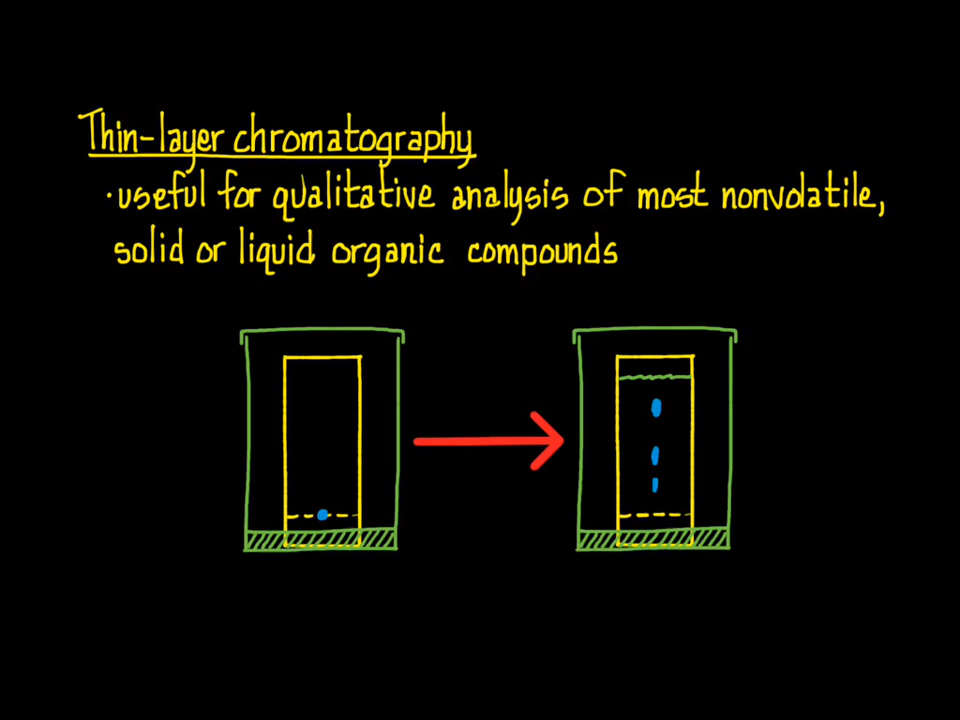 Thin-layer chromatography
·useful for qualitative analysis of most nonvolatile,
solid or liquid organic compounds